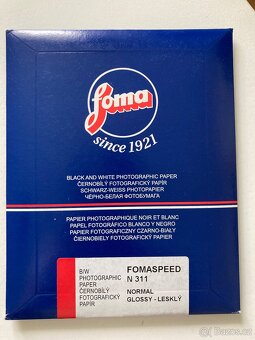 foma
since 1921
BLACK AND WHITE PHOTOGRAPHIC PAPER
ČERNOBÍLÝ FOTOGRAFICKÝ PAPÍR
SCHWARZ-WEISS PHOTOPAPIER
ЧЁРНО-БЕЛАЯ ФОТОБУМАГА
PAPIER PHOTOGRAPHIQUE NOIR ET BLANC
PAPEL FOTOGRÁFICO BLANCO Y NEGRO
PAPIER FOTOGRAFICZNY CZARNO-BIAŁY
ČIERNOBIELY FOTOGRAFICKÝ PAPIER
B/W
PHOTOGRAPHIC
PAPER
ČERNOBÍLÝ
FOTOGRAFICKÝ
PAPÍR
FOMASPEED
N 311
NORMAL
GLOSSY - LESKLÝ